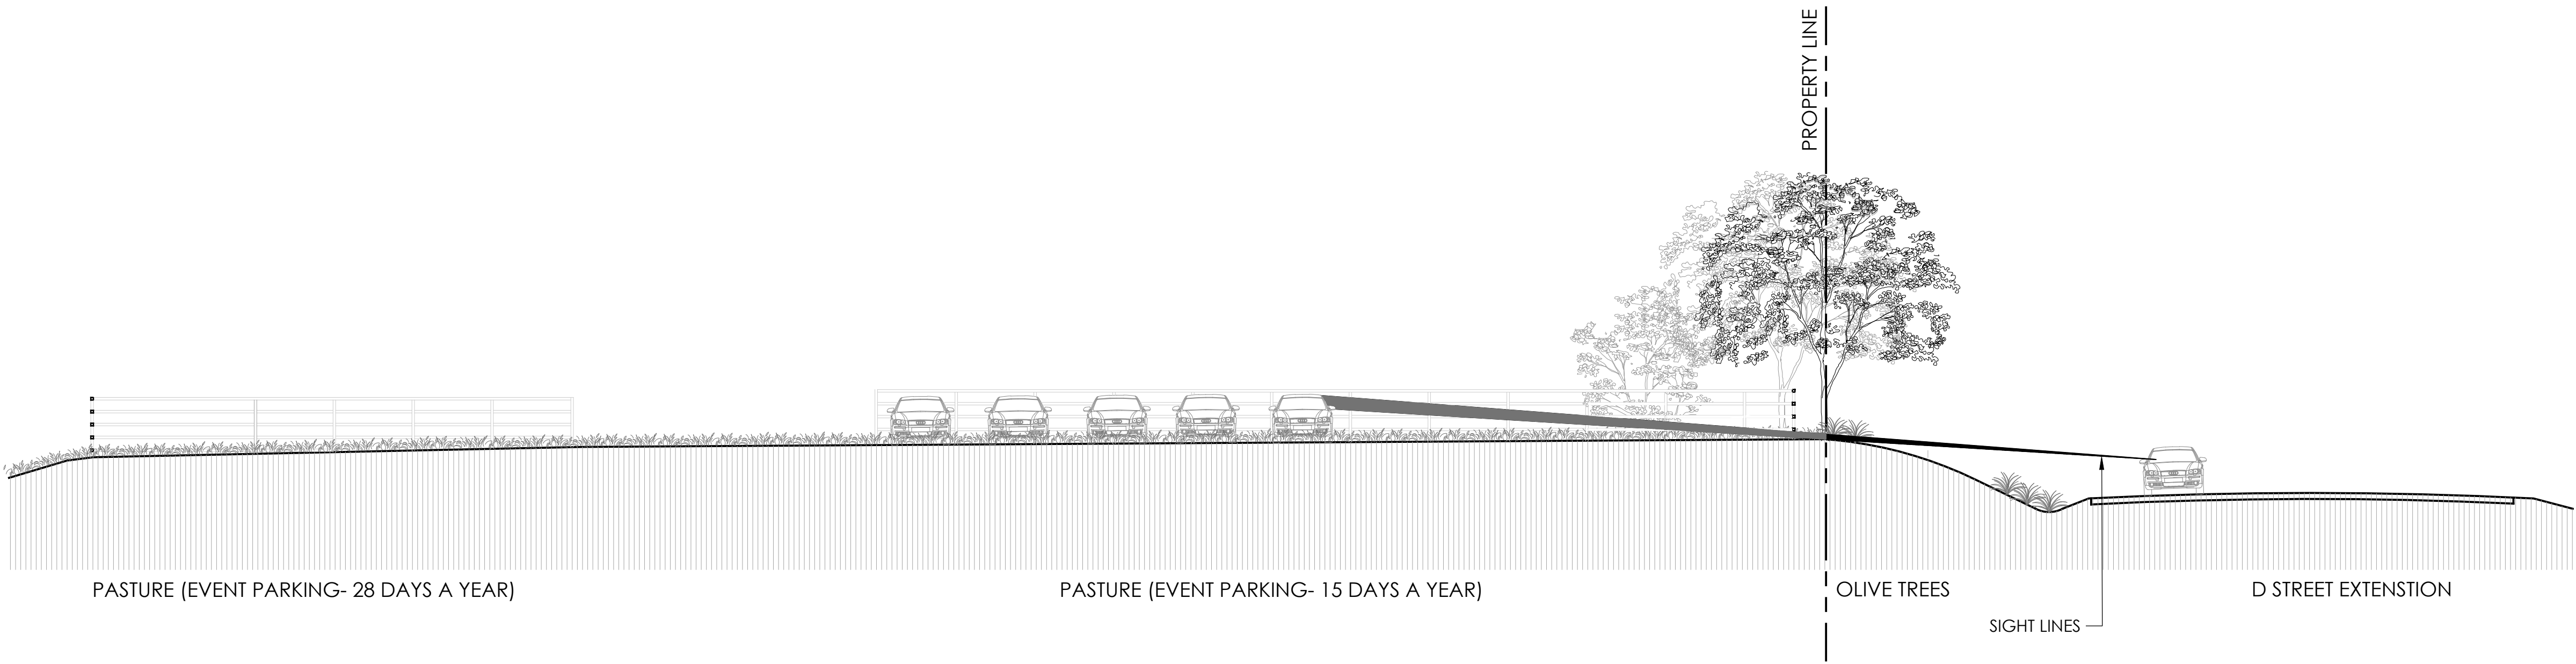 PROPERTY LINE
PASTURE (EVENT PARKING- 28 DAYS A YEAR)
PASTURE (EVENT PARKING- 15 DAYS A YEAR)
OLIVE TREES
D STREET EXTENSTION
SIGHT LINES